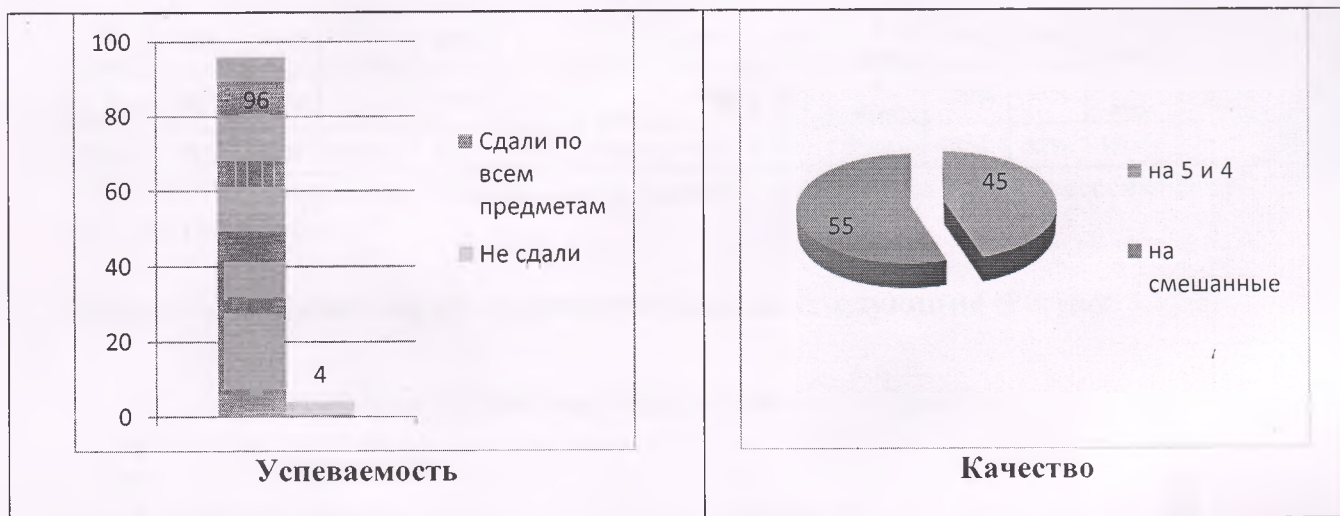 100
80
60
40
20
0
96
4
Сдали по
всем
предметам
Не сдали
Успеваемость
45
55
на 5 и 4
на
смешанные
Качество